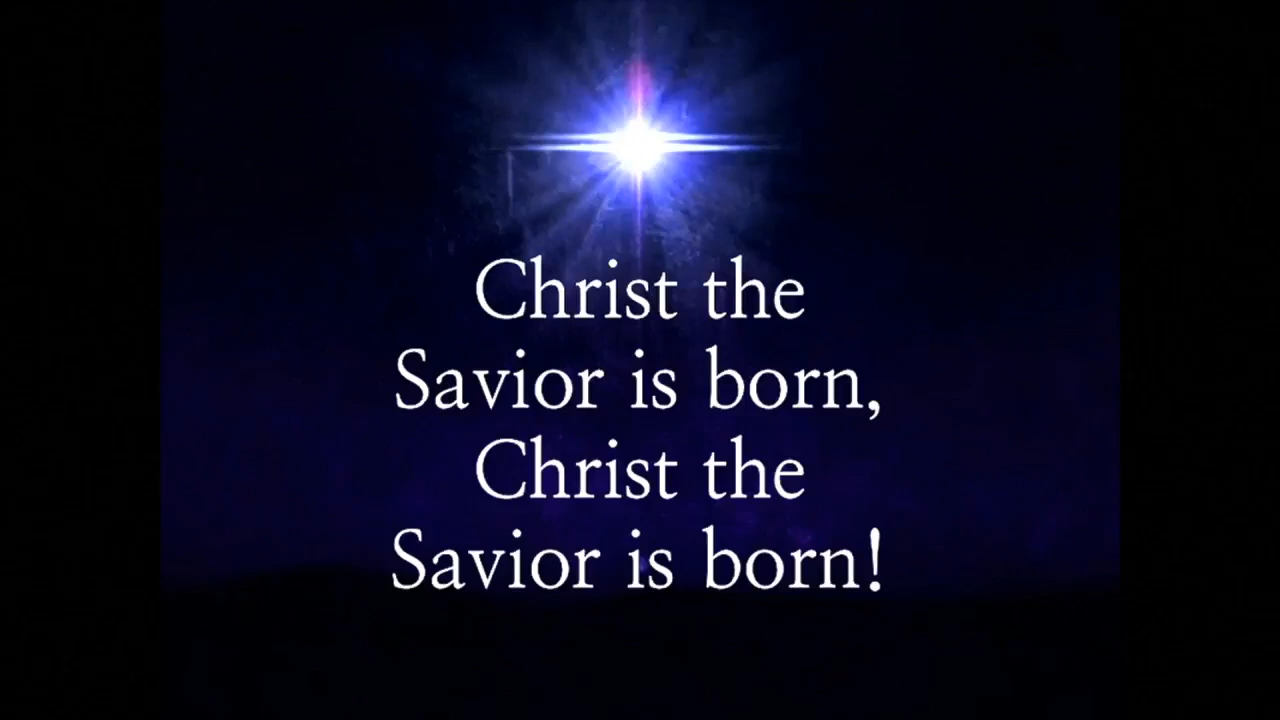 Christ the
Savior is born,
Christ the
Savior is born!